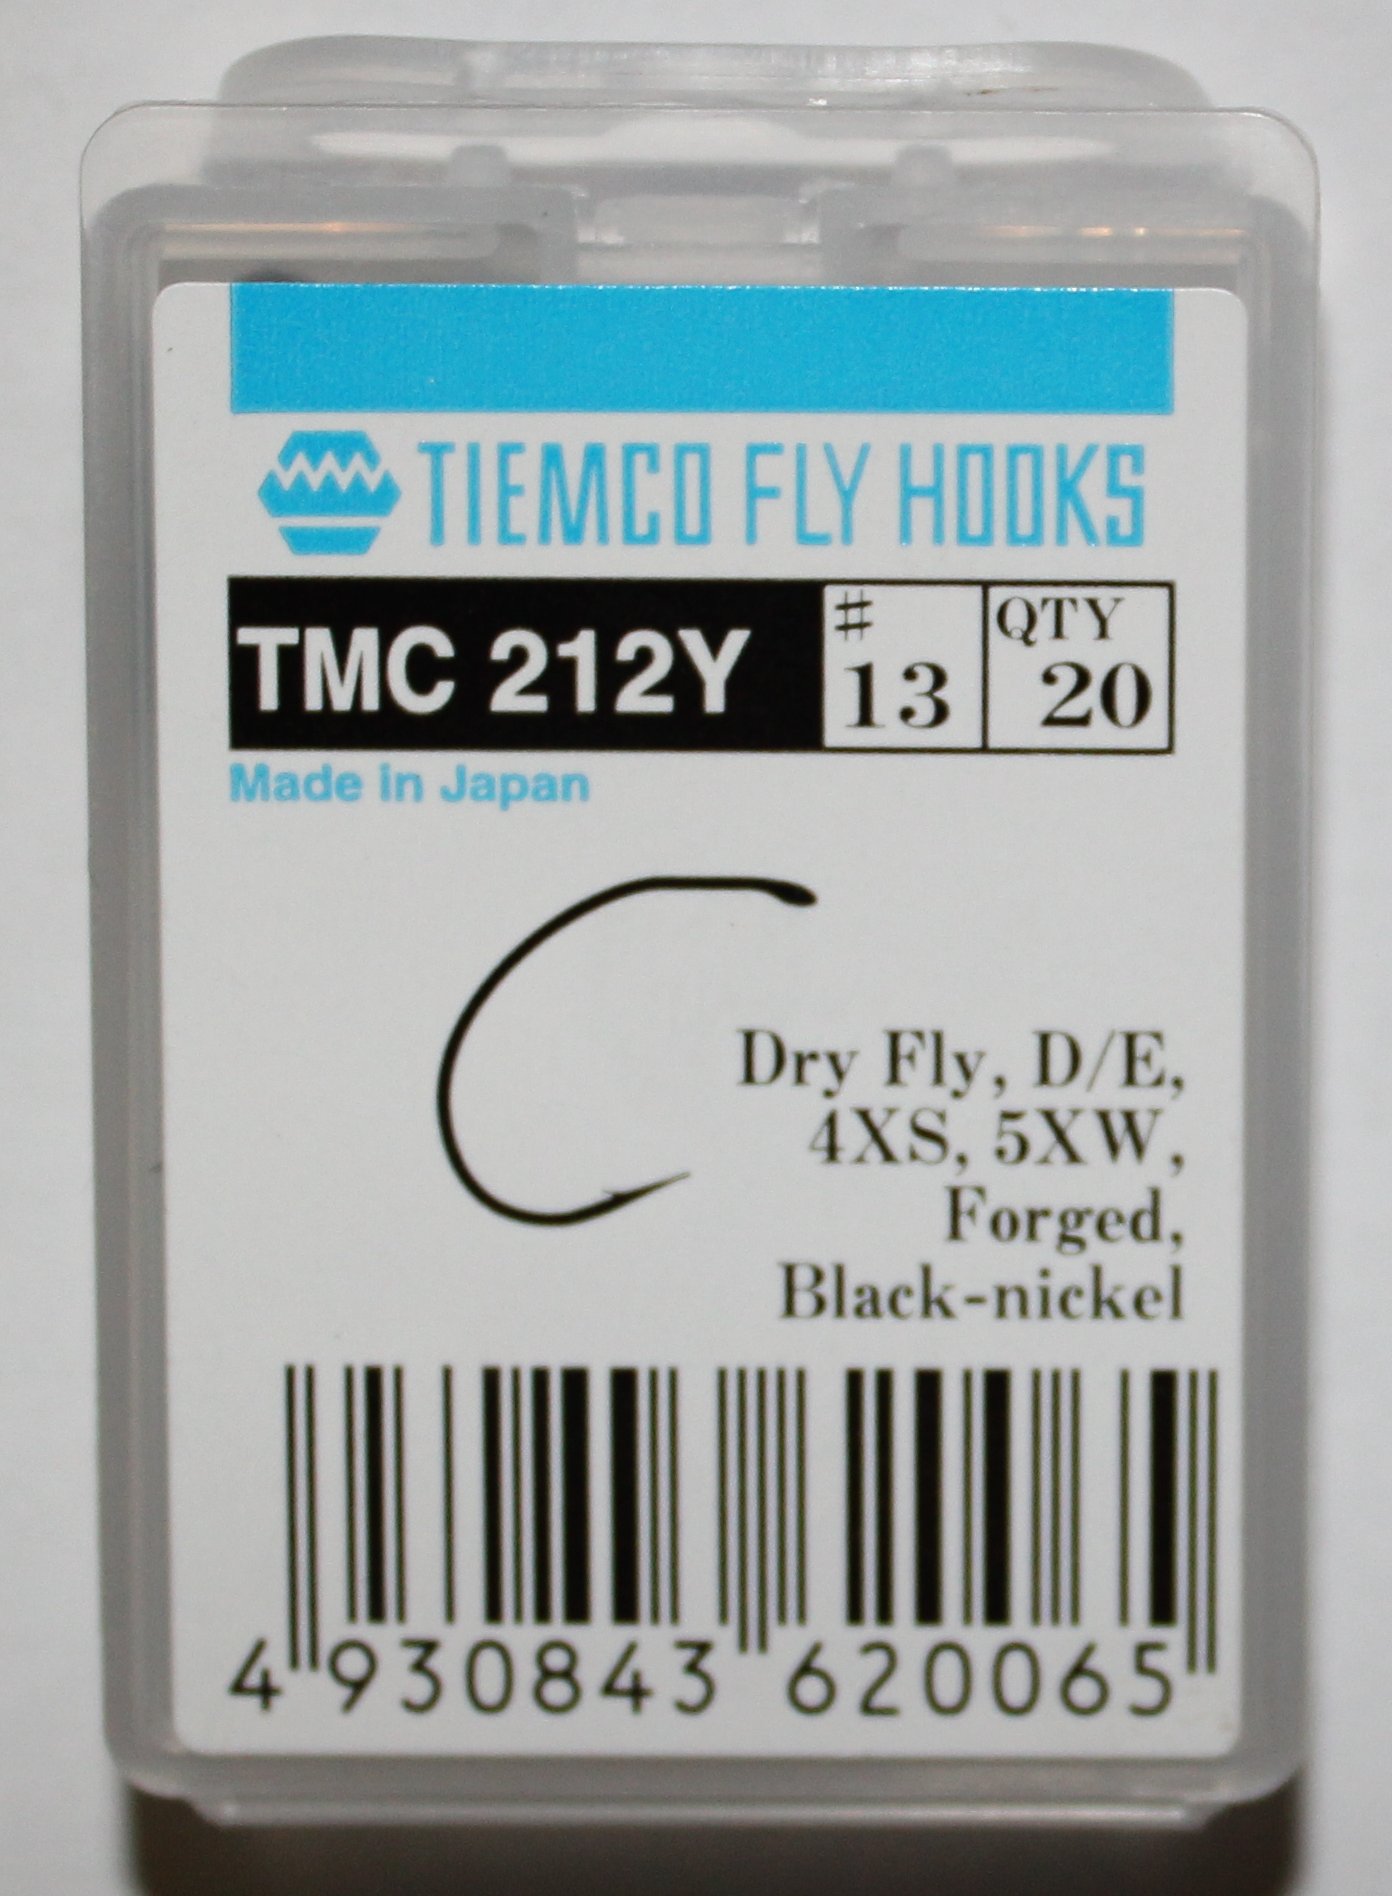 TIEMCO FLY HOOKS
TMC 212Y
#
13
QTY
20
Made in Japan
Dry Fly, D/E,
4XS, 5XW,
Forged,
Black-nickel
4 930843 620065